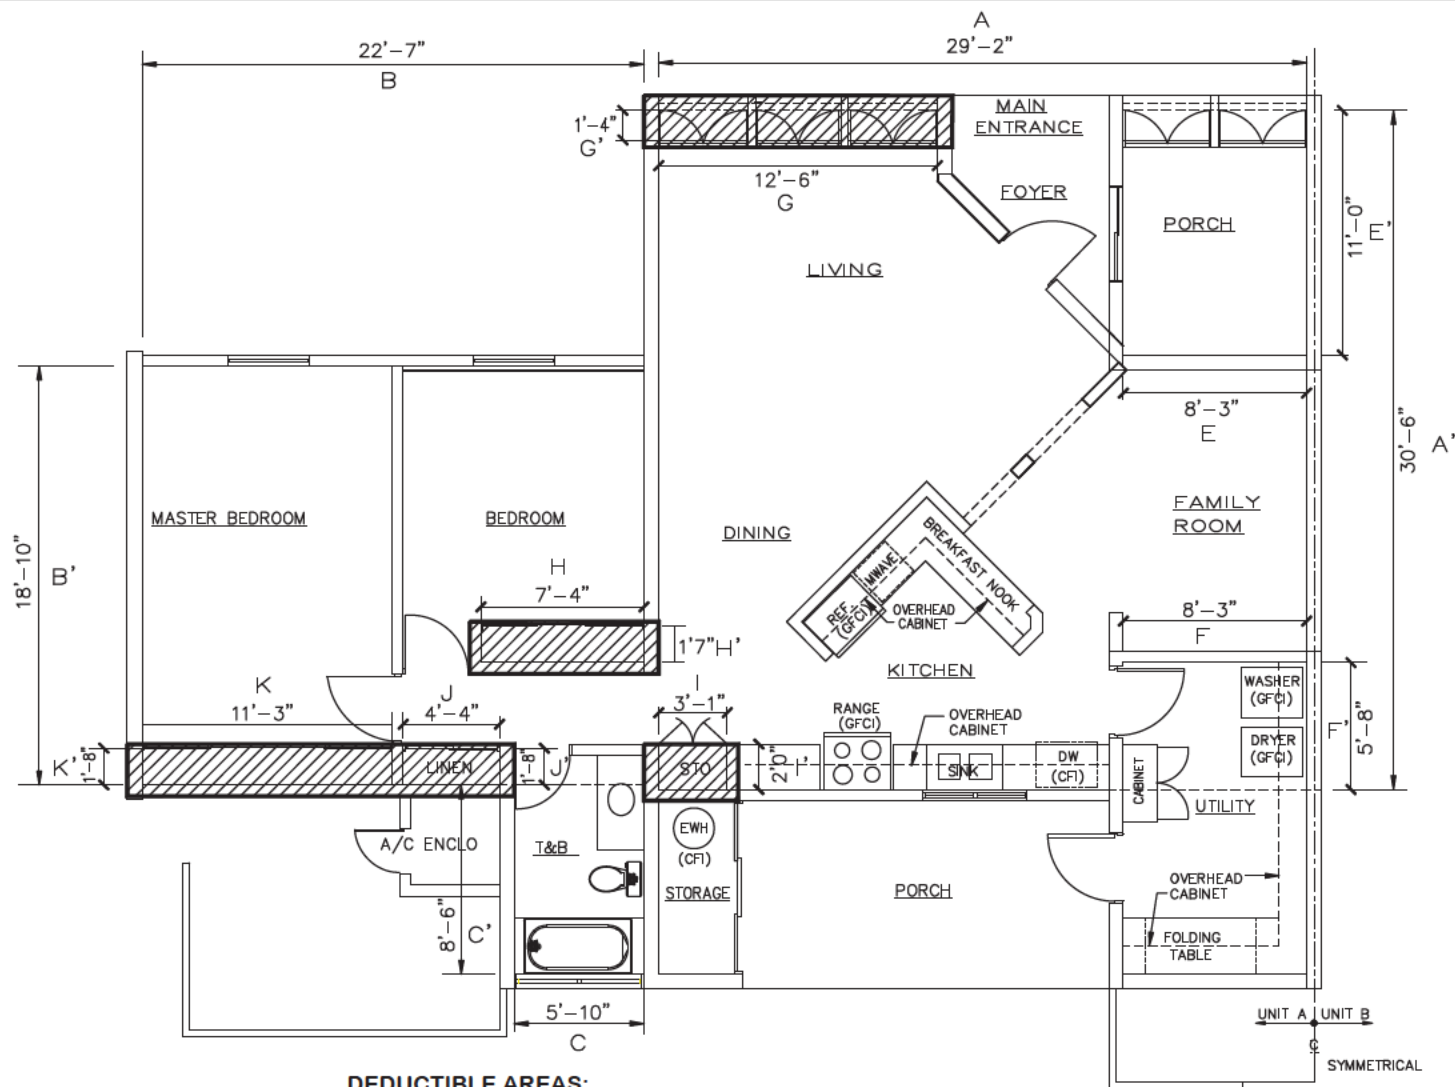 A
22'-7"
29'-2"
B
MAIN
ENTRANCE
1'-4"
G'
12'-6"
G
FOYER
PORCH
11'-0"
E'
LIVING
8'-3"
E
30'-6"
A'
FAMILY
ROOM
MASTER BEDROOM
BEDROOM
DINING
BREAKFAST NOOK
MWAVE
REF.
(GFCI)
OVERHEAD
CABINET
18'-10"
B'
H
7'-4"
1'7"
H'
8'-3"
F
KITCHEN
WASHER
(GFCI)
K
11'-3"
J
4'-4"
I
3'-1"
RANGE
(GFCI)
OVERHEAD
CABINET
DRYER
(GFCI)
F'
5'-8"
K'
1'-8"
LINEN
1'-8"
J'
STO
2'0"
I'
SINK
DW
(CFI)
CABINET
UTILITY
A/C ENCLO
T&B
EWH
(CFI)
STORAGE
PORCH
OVERHEAD
CABINET
8'-6"
C'
FOLDING
TABLE
5'-10"
C
UNIT A
UNIT B
C
SYMMETRICAL
DEDUCTIBLE AREAS: